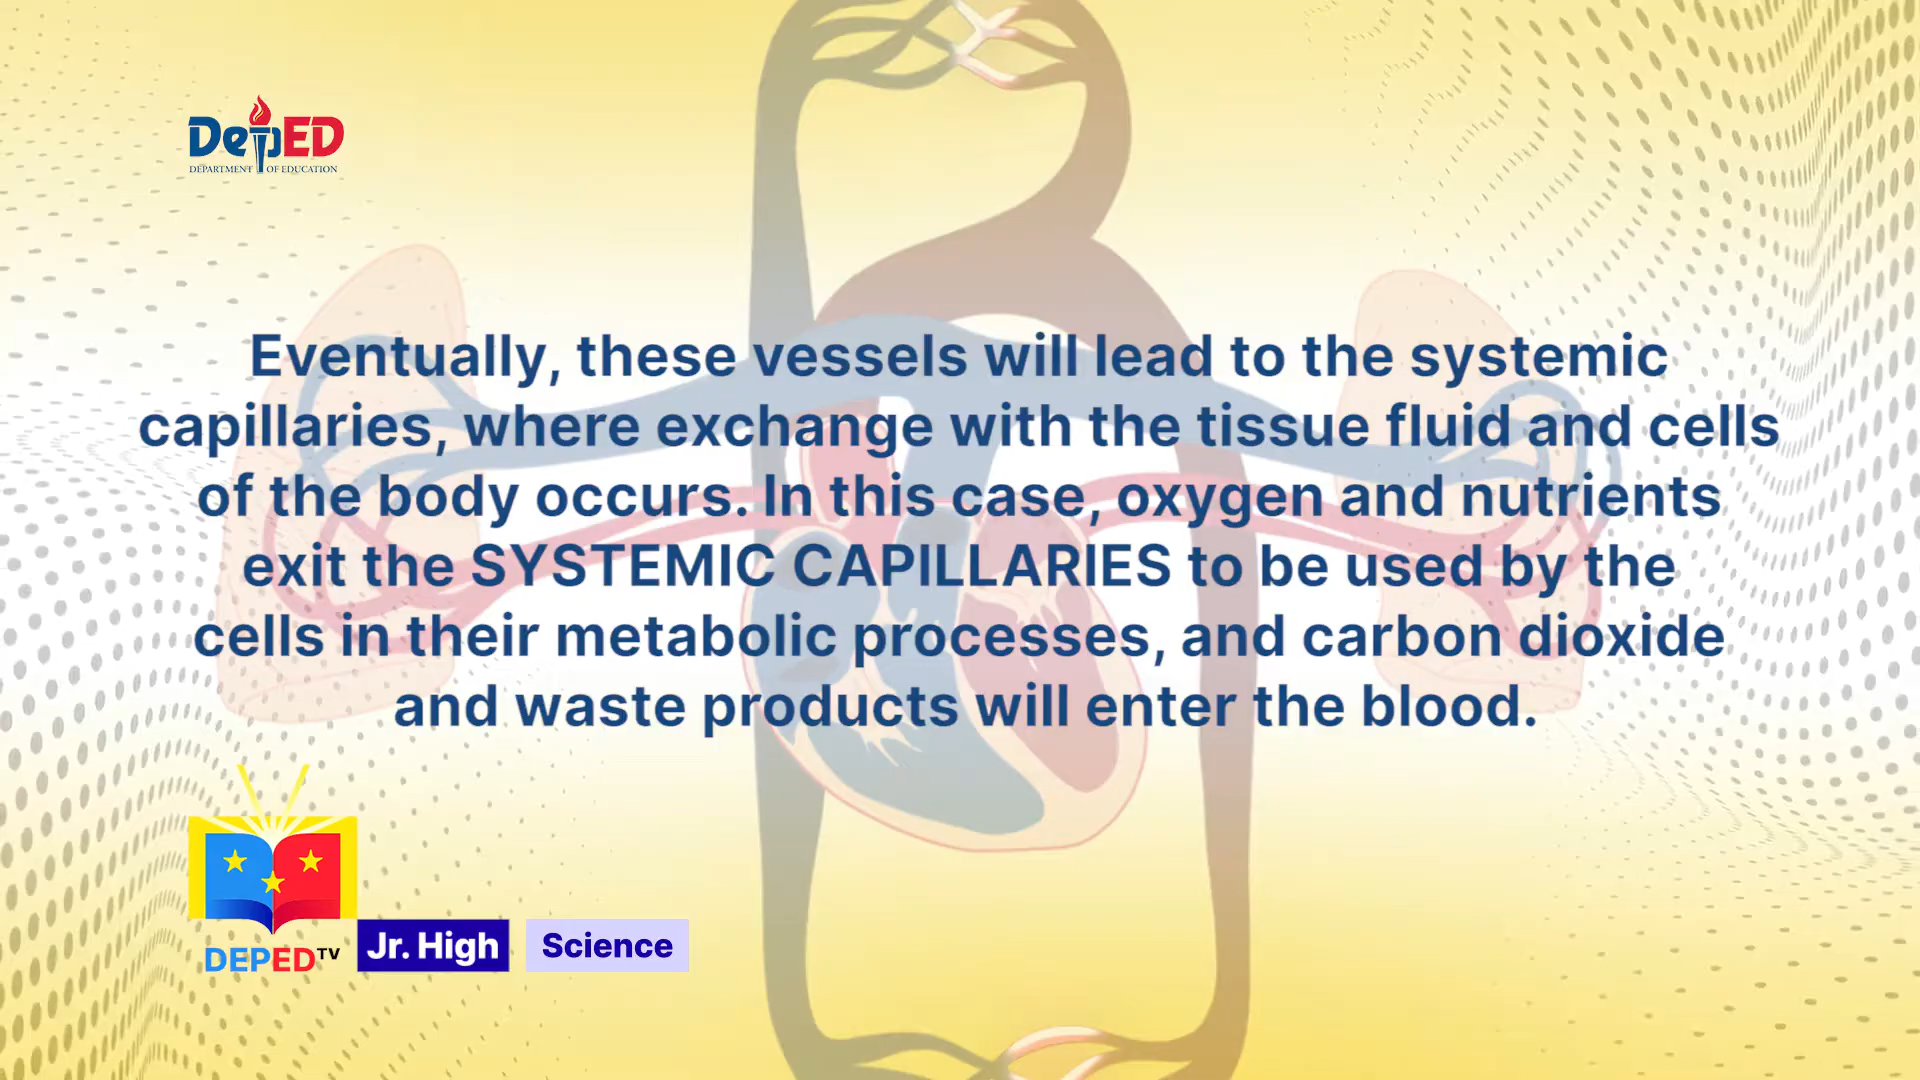 DepED
DEPARTMENT OF EDUCATION
Eventually, these vessels will lead to the systemic
capillaries, where exchange with the tissue fluid and cells
of the body occurs. In this case, oxygen and nutrients
exit the SYSTEMIC CAPILLARIES to be used by the
cells in their metabolic processes, and carbon dioxide
and waste products will enter the blood.
DEPED TV
Jr. High
Science